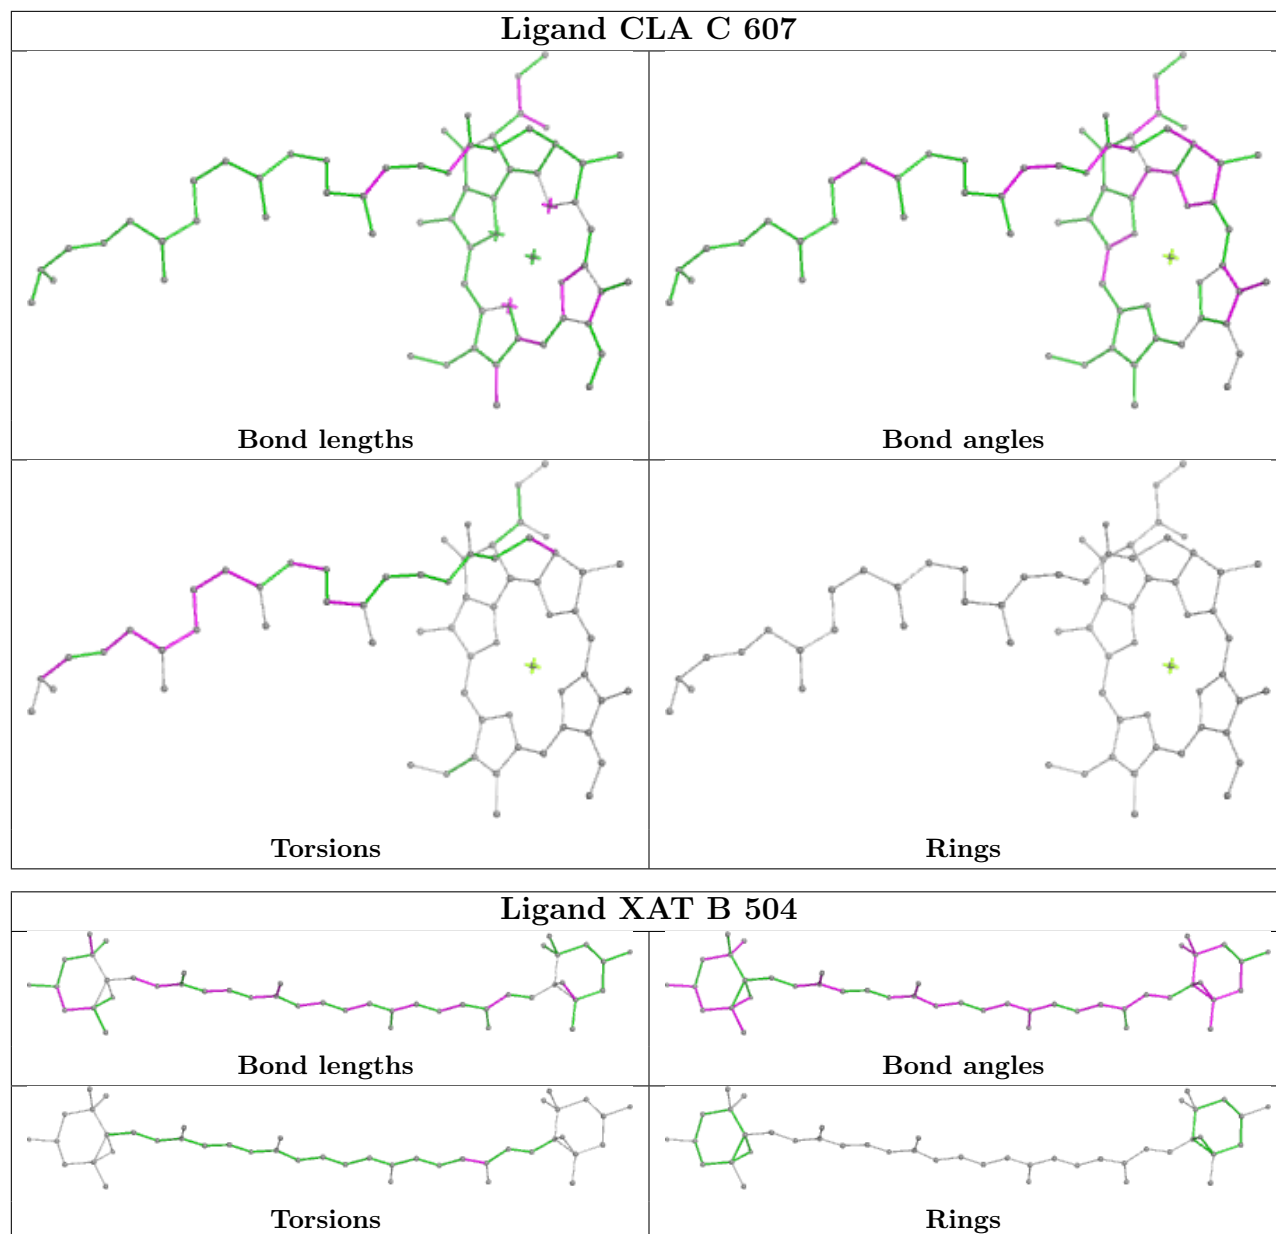 Ligand CLA C 607
Bond lengths
Bond angles
Torsions
Rings
Ligand XAT B 504
Bond lengths
Bond angles
Torsions
Rings